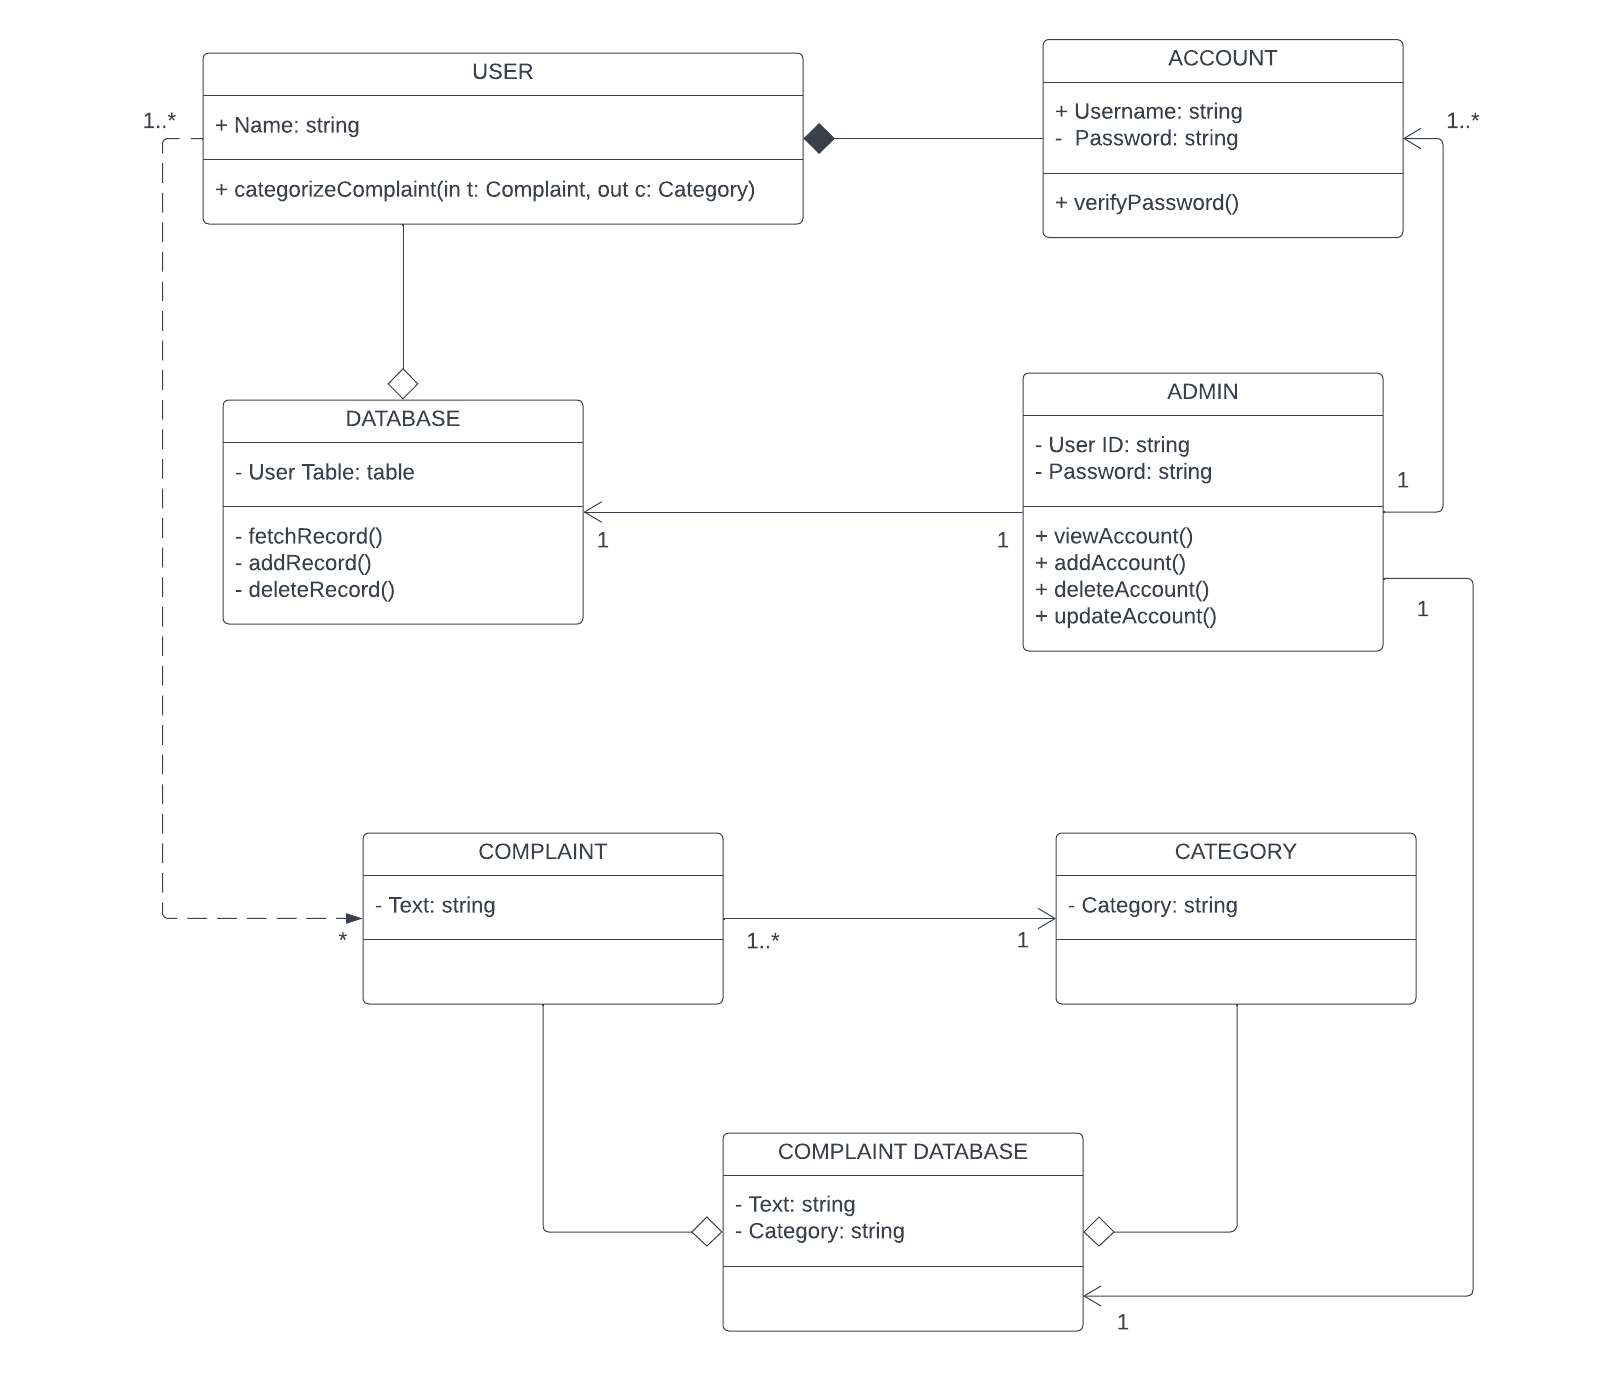 USER
+ Name: string
+ categorizeComplaint(in t: Complaint, out c: Category)
1..*
ACCOUNT
+ Username: string
-  Password: string
+ verifyPassword()
1..*
DATABASE
- User Table: table
- fetchRecord()
- addRecord()
- deleteRecord()
1
1
ADMIN
- User ID: string
- Password: string
+ viewAccount()
+ addAccount()
+ deleteAccount()
+ updateAccount()
1
1
COMPLAINT
- Text: string
*
1..*
1
CATEGORY
- Category: string
COMPLAINT DATABASE
- Text: string
- Category: string
1